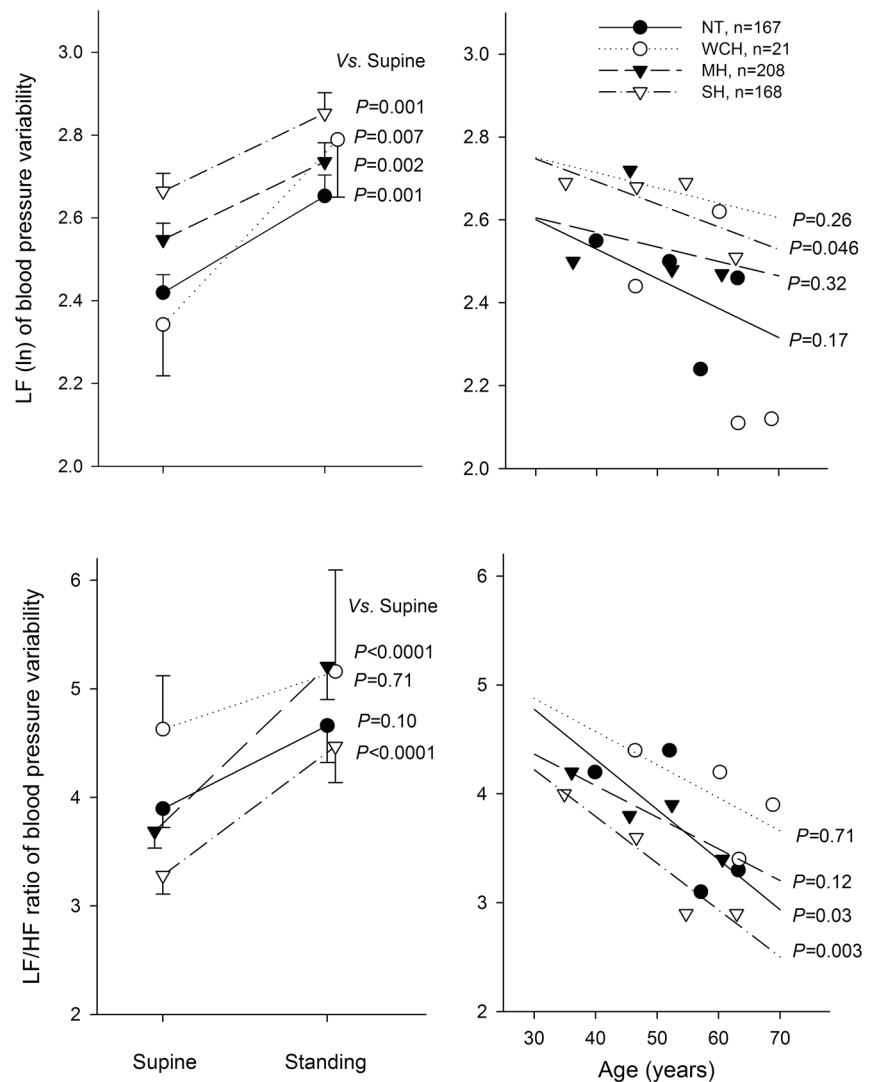 LF (ln) of blood pressure variability
3.0
2.8
2.6
2.4
2.2
2.0
Vs. Supine
P=0.001
P=0.007
P=0.002
P=0.001
3.0
2.8
2.6
2.4
2.2
2.0
NT, n=167
WCH, n=21
MH, n=208
SH, n=168
P=0.26
P=0.046
P=0.32
P=0.17
LF/HF ratio of blood pressure variability
6
5
4
3
2
Vs. Supine
P<0.0001
P=0.71
P=0.10
P<0.0001
Supine
Standing
6
5
4
3
2
P=0.71
P=0.12
P=0.03
P=0.003
30
40
50
60
70
Age (years)